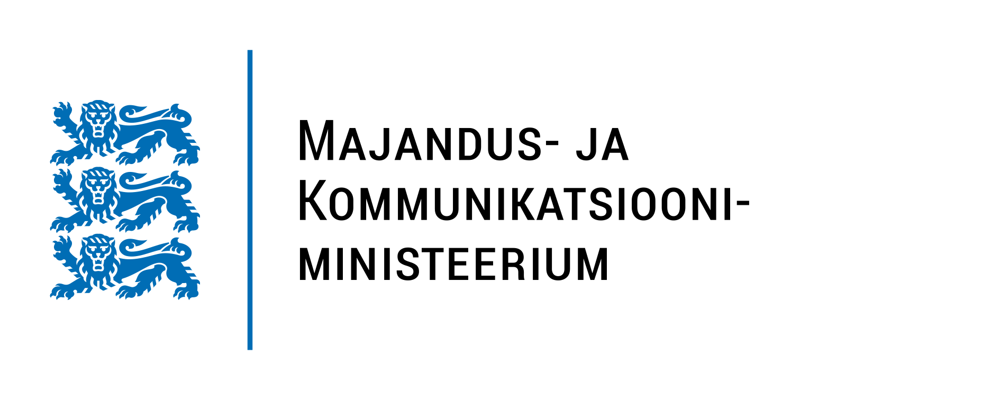 Majandus- ja
Kommunikatsiooni-
ministeerium